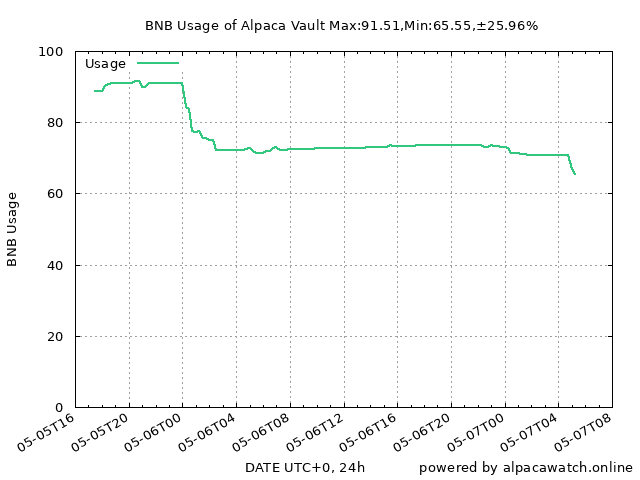 BNB Usage of Alpaca Vault Max:91.51,Min:65.55,±25.96%
Usage
100
80
60
40
20
0
BNB Usage
05-05T16
05-05T20
05-06T00
05-06T04
05-06T08
05-06T12
05-06T16
05-06T20
05-07T00
05-07T04
05-07T08
DATE UTC+0, 24h
powered by alpacawatch.online